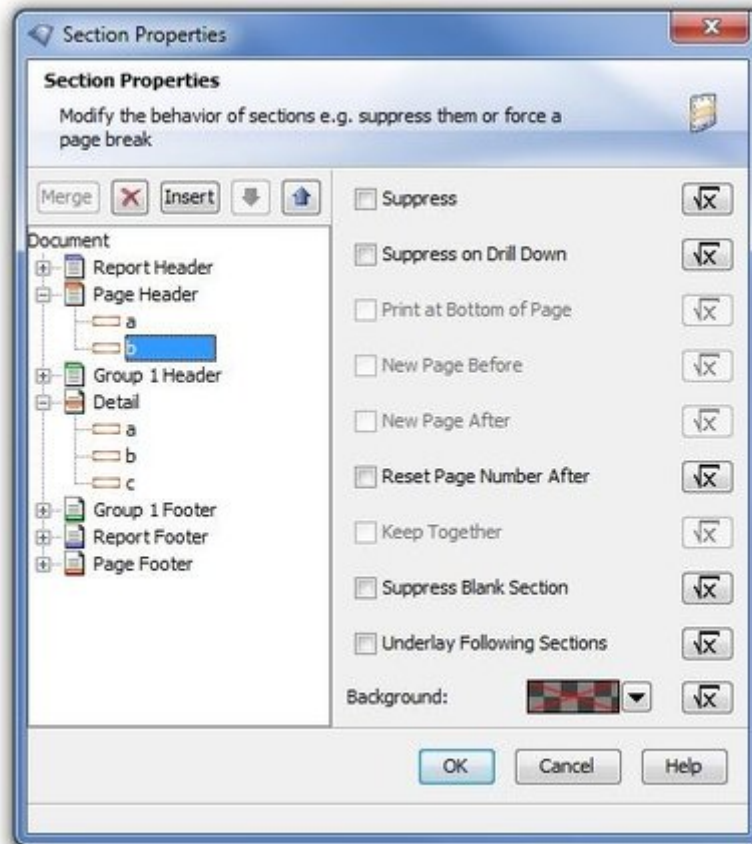 Section Properties
Section Properties
Modify the behavior of sections e.g. suppress them or force a
page break
Merge
Insert
Document
Report Header
Page Header
a
b
Group 1 Header
Detail
a
b
c
Group 1 Footer
Report Footer
Page Footer
Suppress
√x
Suppress on Drill Down
√x
Print at Bottom of Page
√x
New Page Before
√x
New Page After
√x
Reset Page Number After
√x
Keep Together
√x
Suppress Blank Section
√x
Underlay Following Sections
√x
Background:
√x
OK Cancel Help